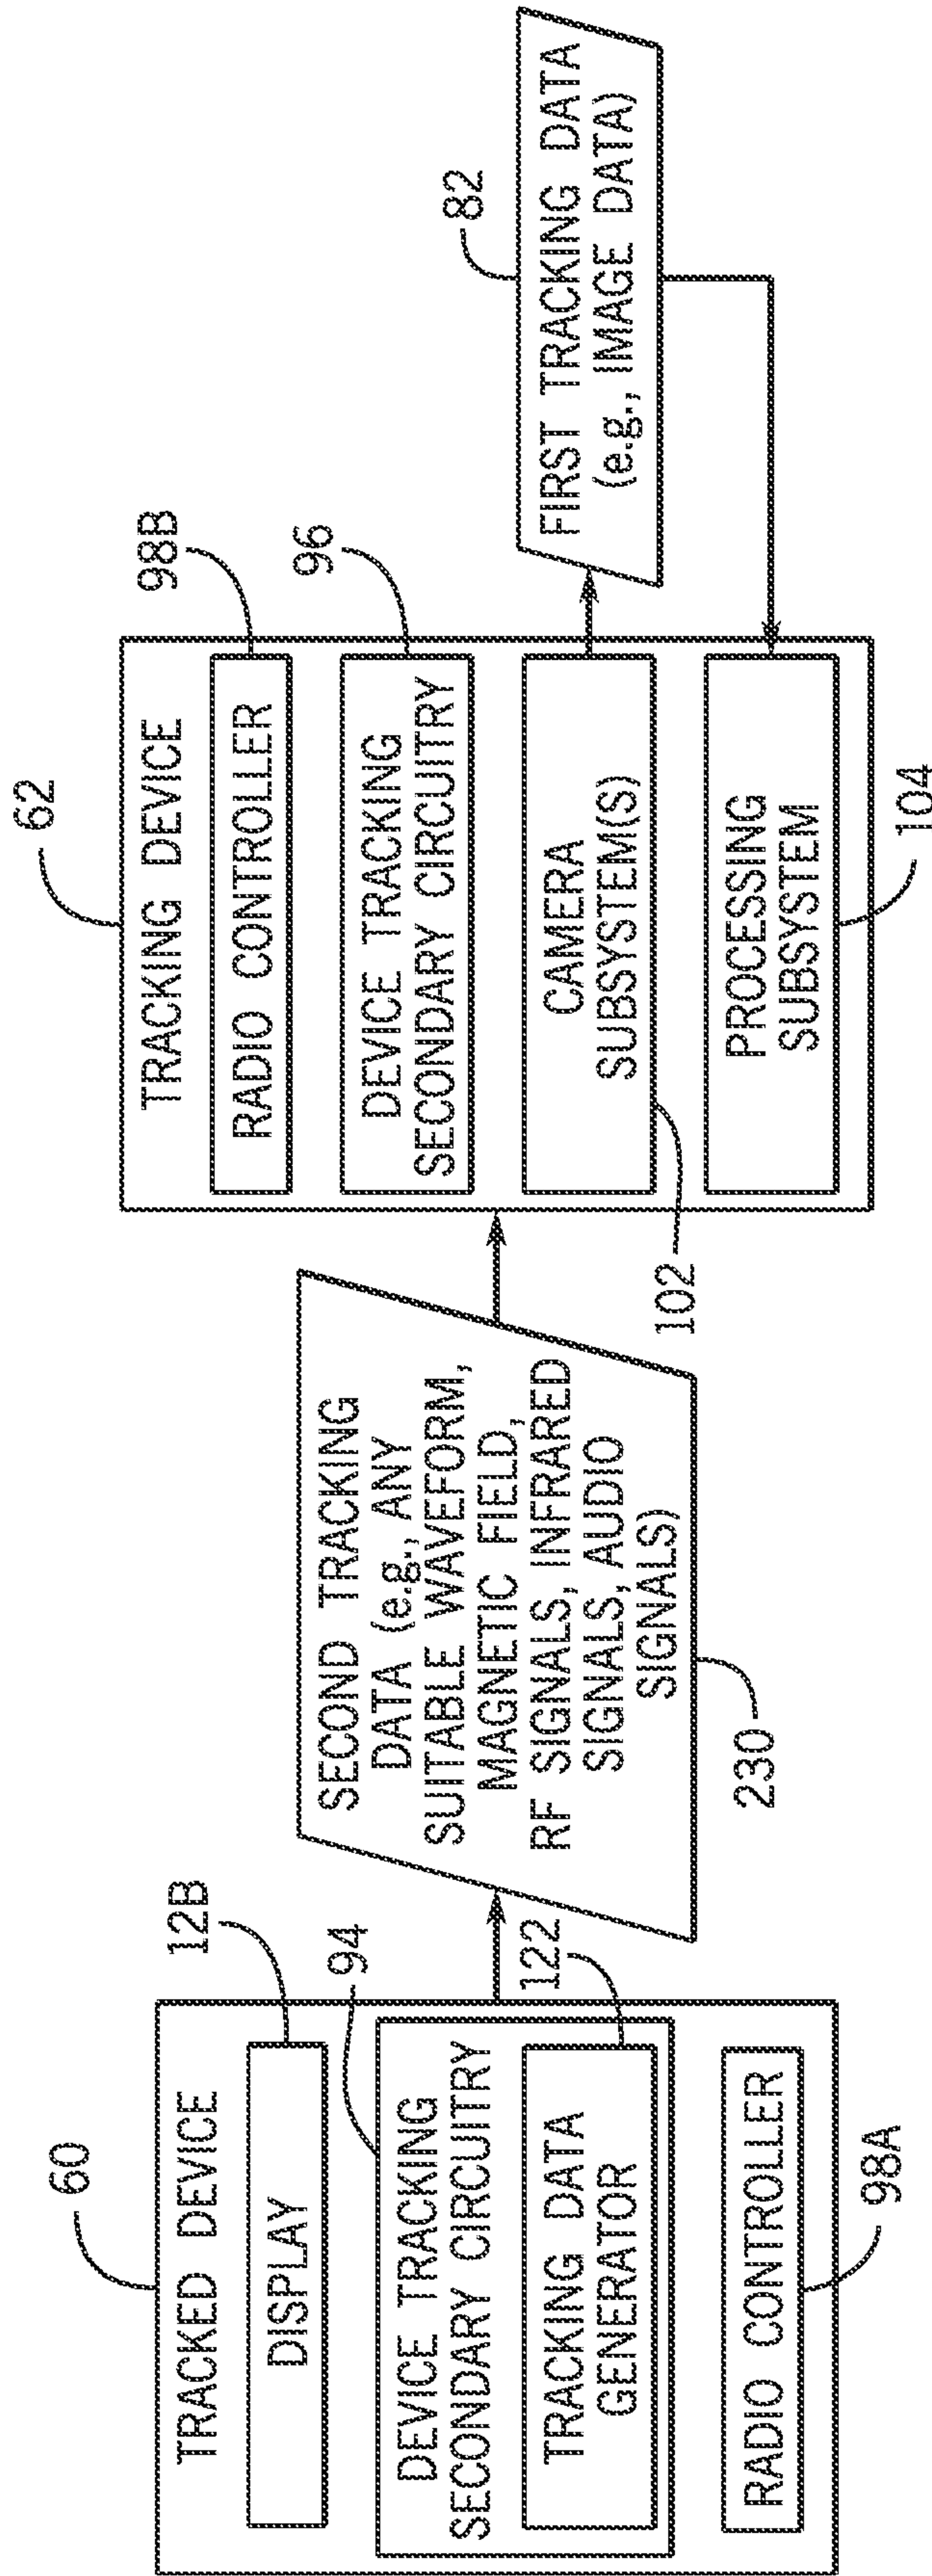 60
TRACKED DEVICE
DISPLAY
12B
94
DEVICE TRACKING
SECONDARY CIRCUITRY
TRACKING DATA
GENERATOR
122
RADIO CONTROLLER
98A
SECOND TRACKING
DATA (e.g., ANY
SUITABLE WAVEFORM,
MAGNETIC FIELD,
RF SIGNALS, INFRARED
SIGNALS, AUDIO
SIGNALS)
230
62
TRACKING DEVICE
RADIO CONTROLLER
98B
DEVICE TRACKING
SECONDARY CIRCUITRY
96
CAMERA
SUBSYSTEM(S)
102
PROCESSING
SUBSYSTEM
104
82
FIRST TRACKING DATA
(e.g., IMAGE DATA)